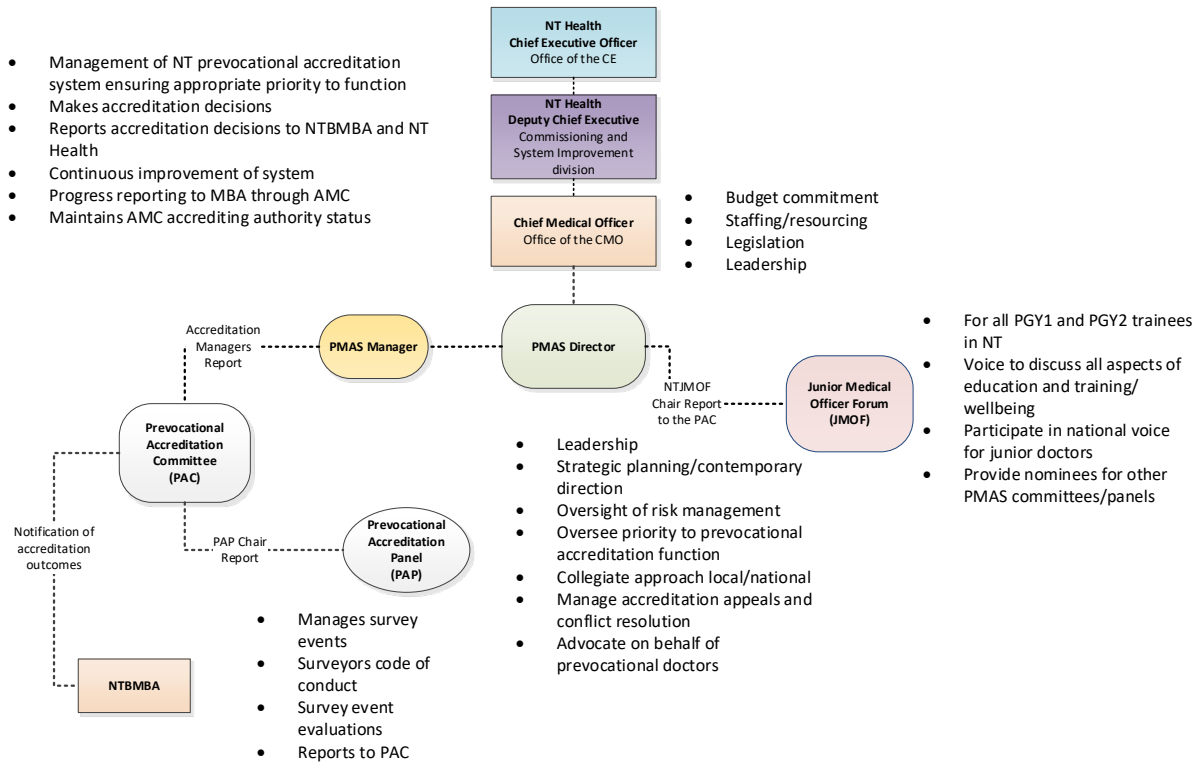 NT Health
Chief Executive Officer
Office of the CE
• Management of NT prevocational accreditation
system ensuring appropriate priority to function
• Makes accreditation decisions
• Reports accreditation decisions to NTBMBA and NT
Health
• Continuous improvement of system
• Progress reporting to MBA through AMC
• Maintains AMC accrediting authority status
NT Health
Deputy Chief Executive
Commissioning and
System Improvement
division
Chief Medical Officer
Office of the CMO
• Budget commitment
• Staffing/resourcing
• Legislation
• Leadership
Accreditation
Managers
Report
PMAS Manager
PMAS Director
NTJMOF
Chair Report
to the PAC
Junior Medical
Officer Forum
(JMOF)
• For all PGY1 and PGY2 trainees
in NT
• Voice to discuss all aspects of
education and training/
wellbeing
• Participate in national voice
for junior doctors
• Provide nominees for other
PMAS committees/panels
Prevocational
Accreditation
Committee
(PAC)
• Leadership
• Strategic planning/contemporary
direction
• Oversight of risk management
• Oversee priority to prevocational
accreditation function
• Collegiate approach local/national
• Manage accreditation appeals and
conflict resolution
• Advocate on behalf of
prevocational doctors
Notification of
accreditation
outcomes
PAP Chair
Report
Prevocational
Accreditation
Panel
(PAP)
• Manages survey
events
• Surveyors code of
conduct
• Survey event
evaluations
• Reports to PAC
NTBMBA